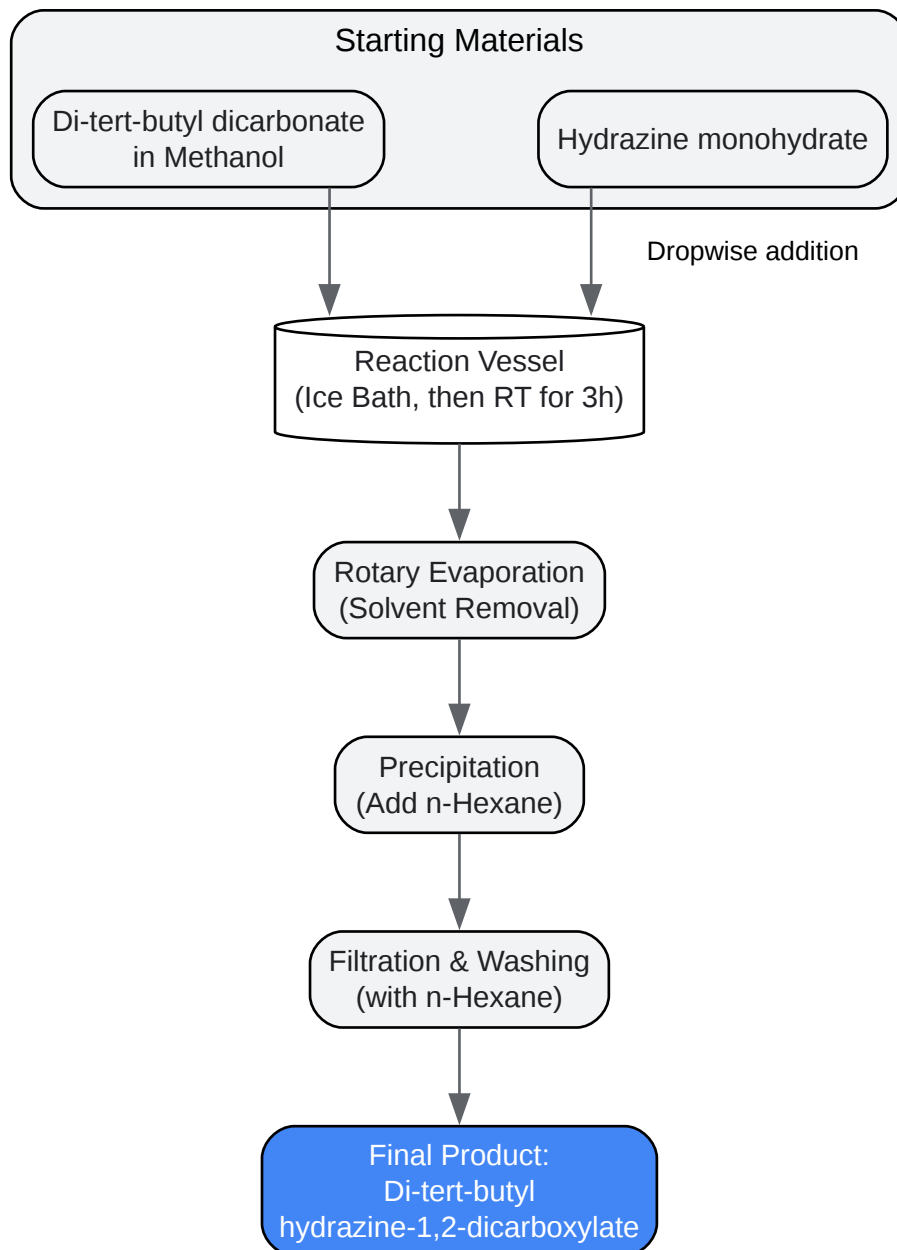 Starting Materials
Di-tert-butyl dicarbonate
in Methanol
Hydrazine monohydrate
Dropwise addition
Reaction Vessel
(Ice Bath, then RT for 3h)
Rotary Evaporation
(Solvent Removal)
Precipitation
(Add n-Hexane)
Filtration & Washing
(with n-Hexane)
Final Product:
Di-tert-butyl
hydrazine-1,2-dicarboxylate